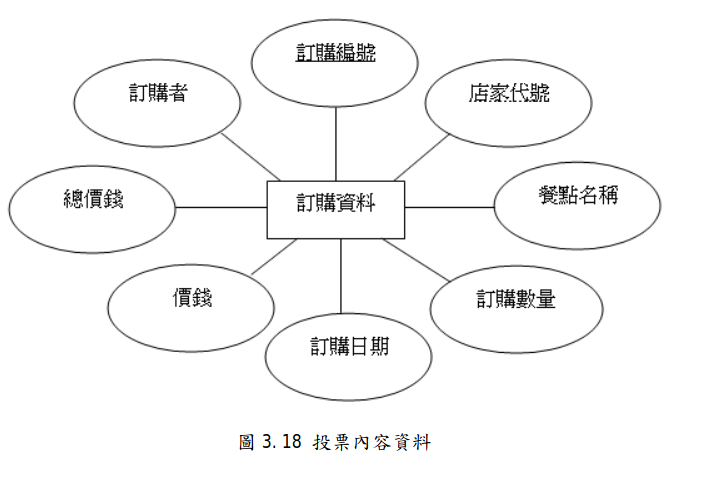 訂購編號
訂購者
店家代號
總價錢
訂購資料
餐點名稱
價錢
訂購數量
訂購日期
圖 3.18 投票內容資料